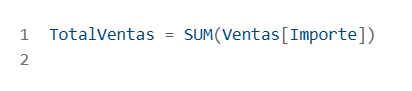 1 TotalVentas = SUM(Ventas[Importe])
2